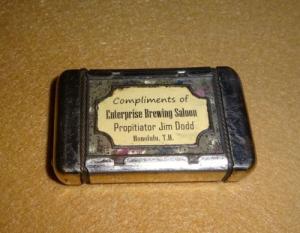 Compliments of
Enterprise Brewing Saloon
Propitiator Jim Dodd
Honolulu, T.H.